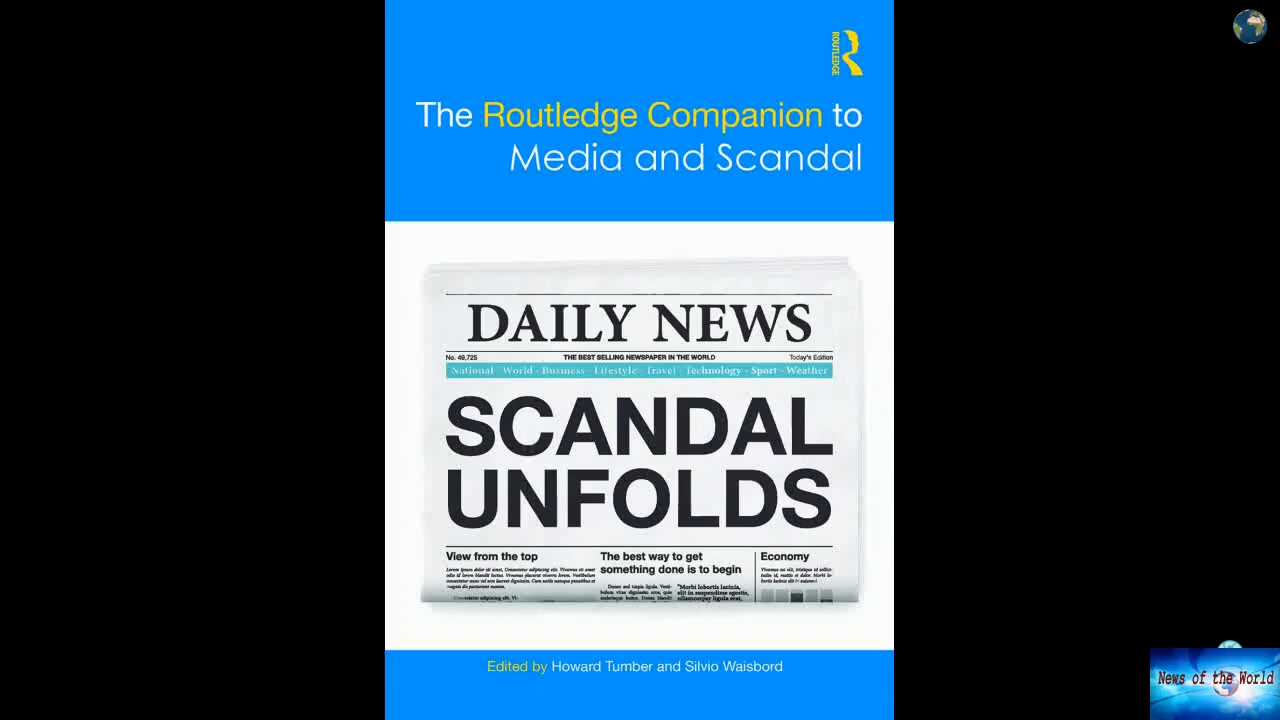 ROUTLEDGE
The Routledge Companion to
Media and Scandal
DAILY NEWS
No. 49,725 THE BEST SELLING NEWSPAPER IN THE WORLD Today's Edition
National - World - Business - Lifestyle - Travel - Technology - Sport - Weather
SCANDAL
UNFOLDS
View from the top
The best way to get
something done is to begin
Economy
Edited by Howard Tumber and Silvio Waisbord
News of the World